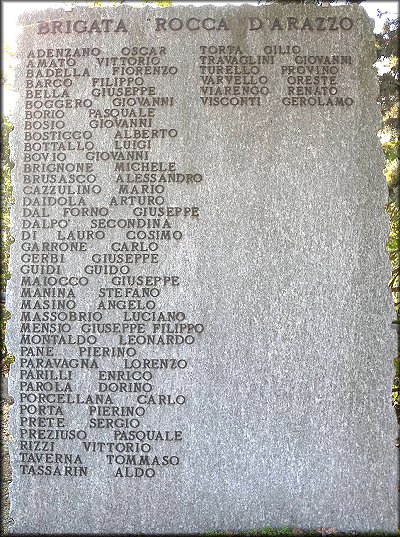 BRIGATA ROCCA D'ARAZZO
ADENZANO OSCAR
AMATO VITTORIO
BADELLA FIORENZO
BARCO FILIPPO
BELLA GIUSEPPE
BOGGERO GIOVANNI
BORIO PASQUALE
BOSIO GIOVANNI
BOSTICCO ALBERTO
BOTTALLO LUIGI
BOVIO GIOVANNI
BRIGNONE MICHELE
BRUSASCO ALESSANDRO
CAZZULINO MARIO
DAIDOLA ARTURO
DAL FORNO GIUSEPPE
DALPO' SECONDINA
DI LAURO COSIMO
GARRONE CARLO
GERBI GIUSEPPE
GUIDI GUIDO
MAIOCCO GIUSEPPE
MANINA STEFANO
MASINO ANGELO
MASSOBRIO LUCIANO
MENSIO GIUSEPPE FILIPPO
MONTALDO LEONARDO
PANE PIERINO
PARAVAGNA LORENZO
PARILLI ENRICO
PAROLA DORINO
PORCELLANA CARLO
PORTA PIERINO
PRETE SERGIO
PREZIUSO PASQUALE
RIZZI VITTORIO
TAVERNA TOMMASO
TASSARIN ALDO
TORTA GILIO
TRAVAGLINI GIOVANNI
TURELLO PROVINO
VARVELLO ORESTE
VIARENGO RENATO
VISCONTI GEROLAMO